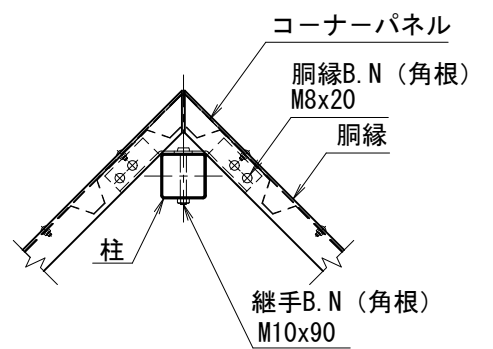 コーナーパネル
胴縁B.N（角根）
M8x20
胴縁
柱
継手B.N（角根）
M10x90